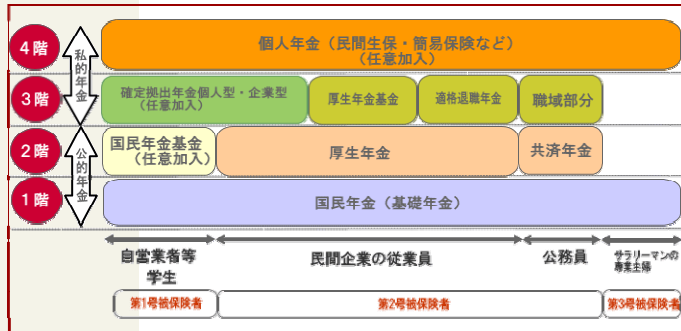 4階
個人年金（民間生保・簡易保険など）
（任意加入）
私的年金
3階
確定拠出年金個人型・企業型
（任意加入）
厚生年金基金
適格退職年金
職域部分
2階
国民年金基金
（任意加入）
厚生年金
共済年金
公的年金
1階
国民年金（基礎年金）
自営業者等
学生
民間企業の従業員
公務員
サラリーマンの
専業主婦
第1号被保険者
第2号被保険者
第3号被保険者